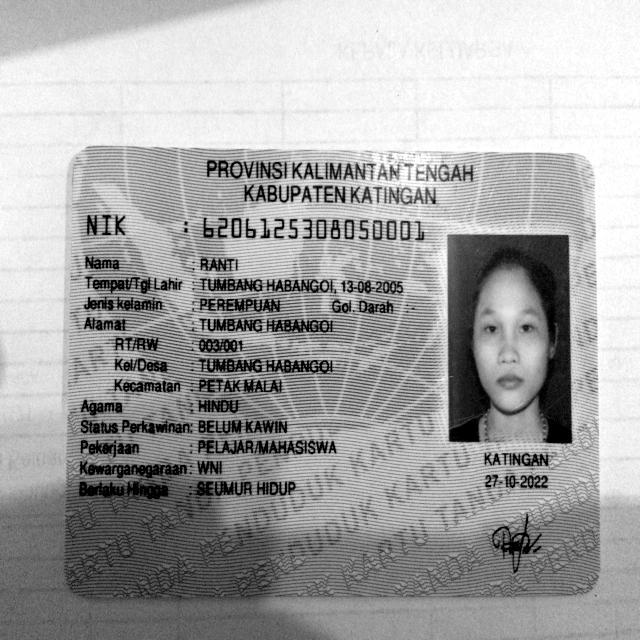 PROVINSI KALIMANTAN TENGAH
KABUPATEN KATINGAN
NIK : 6206125308050001
Nama : RANTI
Tempat/Tgl Lahir : TUMBANG HABANGOI, 13-08-2005
Jenis kelamin : PEREMPUAN Gol. Darah : -
Alamat : TUMBANG HABANGOI
RT/RW : 003/001
Kel/Desa : TUMBANG HABANGOI
Kecamatan : PETAK MALAI
Agama : HINDU
Status Perkawinan: BELUM KAWIN
Pekerjaan : PELAJAR/MAHASISWA
Kewarganegaraan: WNI
Berlaku Hingga : SEUMUR HIDUP
KATINGAN
27-10-2022